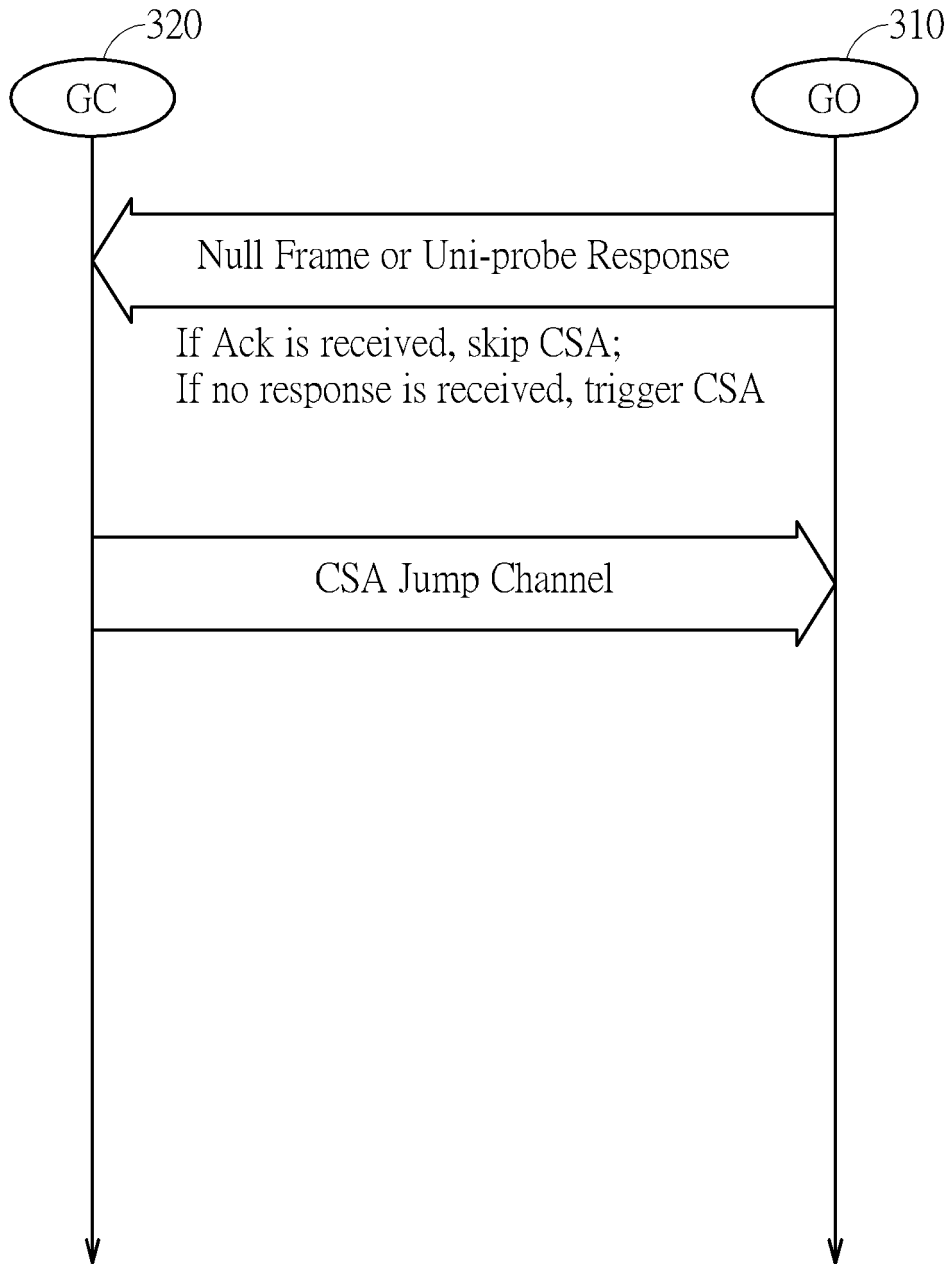 320
310
GC
GO
Null Frame or Uni-probe Response
If Ack is received, skip CSA;
If no response is received, trigger CSA
CSA Jump Channel